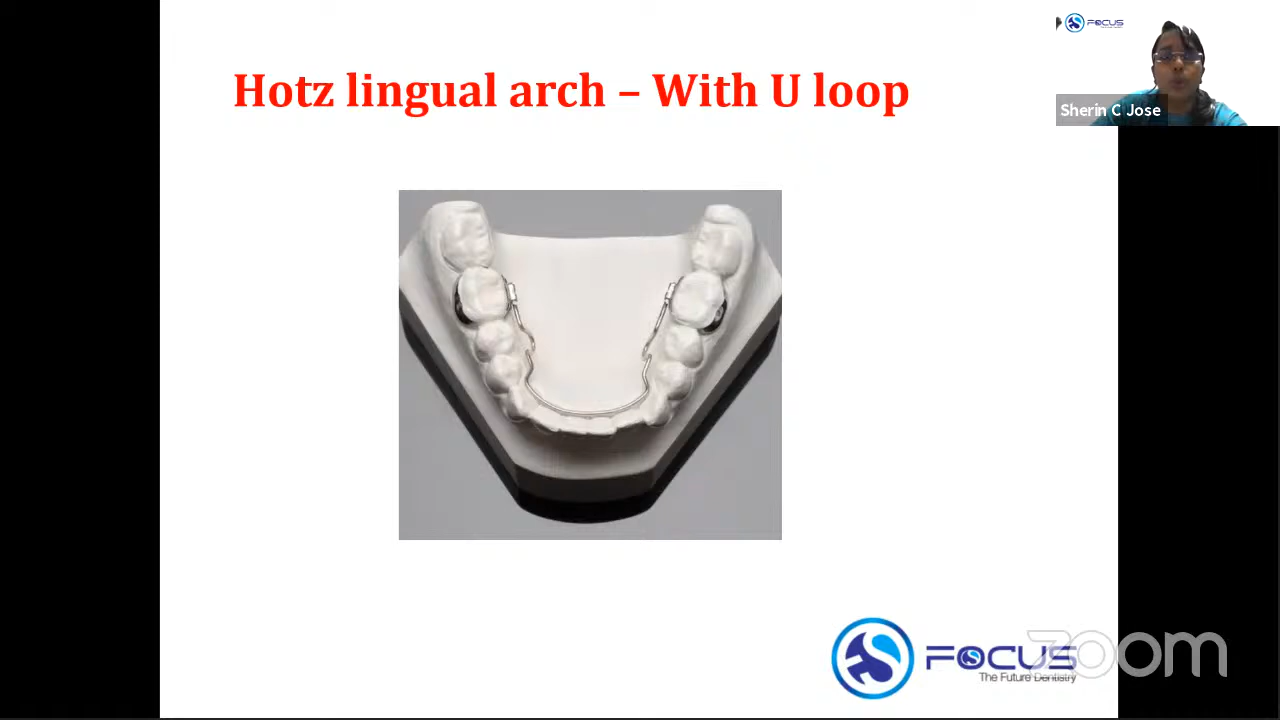 Hotz lingual arch – With U loop
FOCUS
Sherin C Jose
FOCUS
The Future Dentistry
zoom